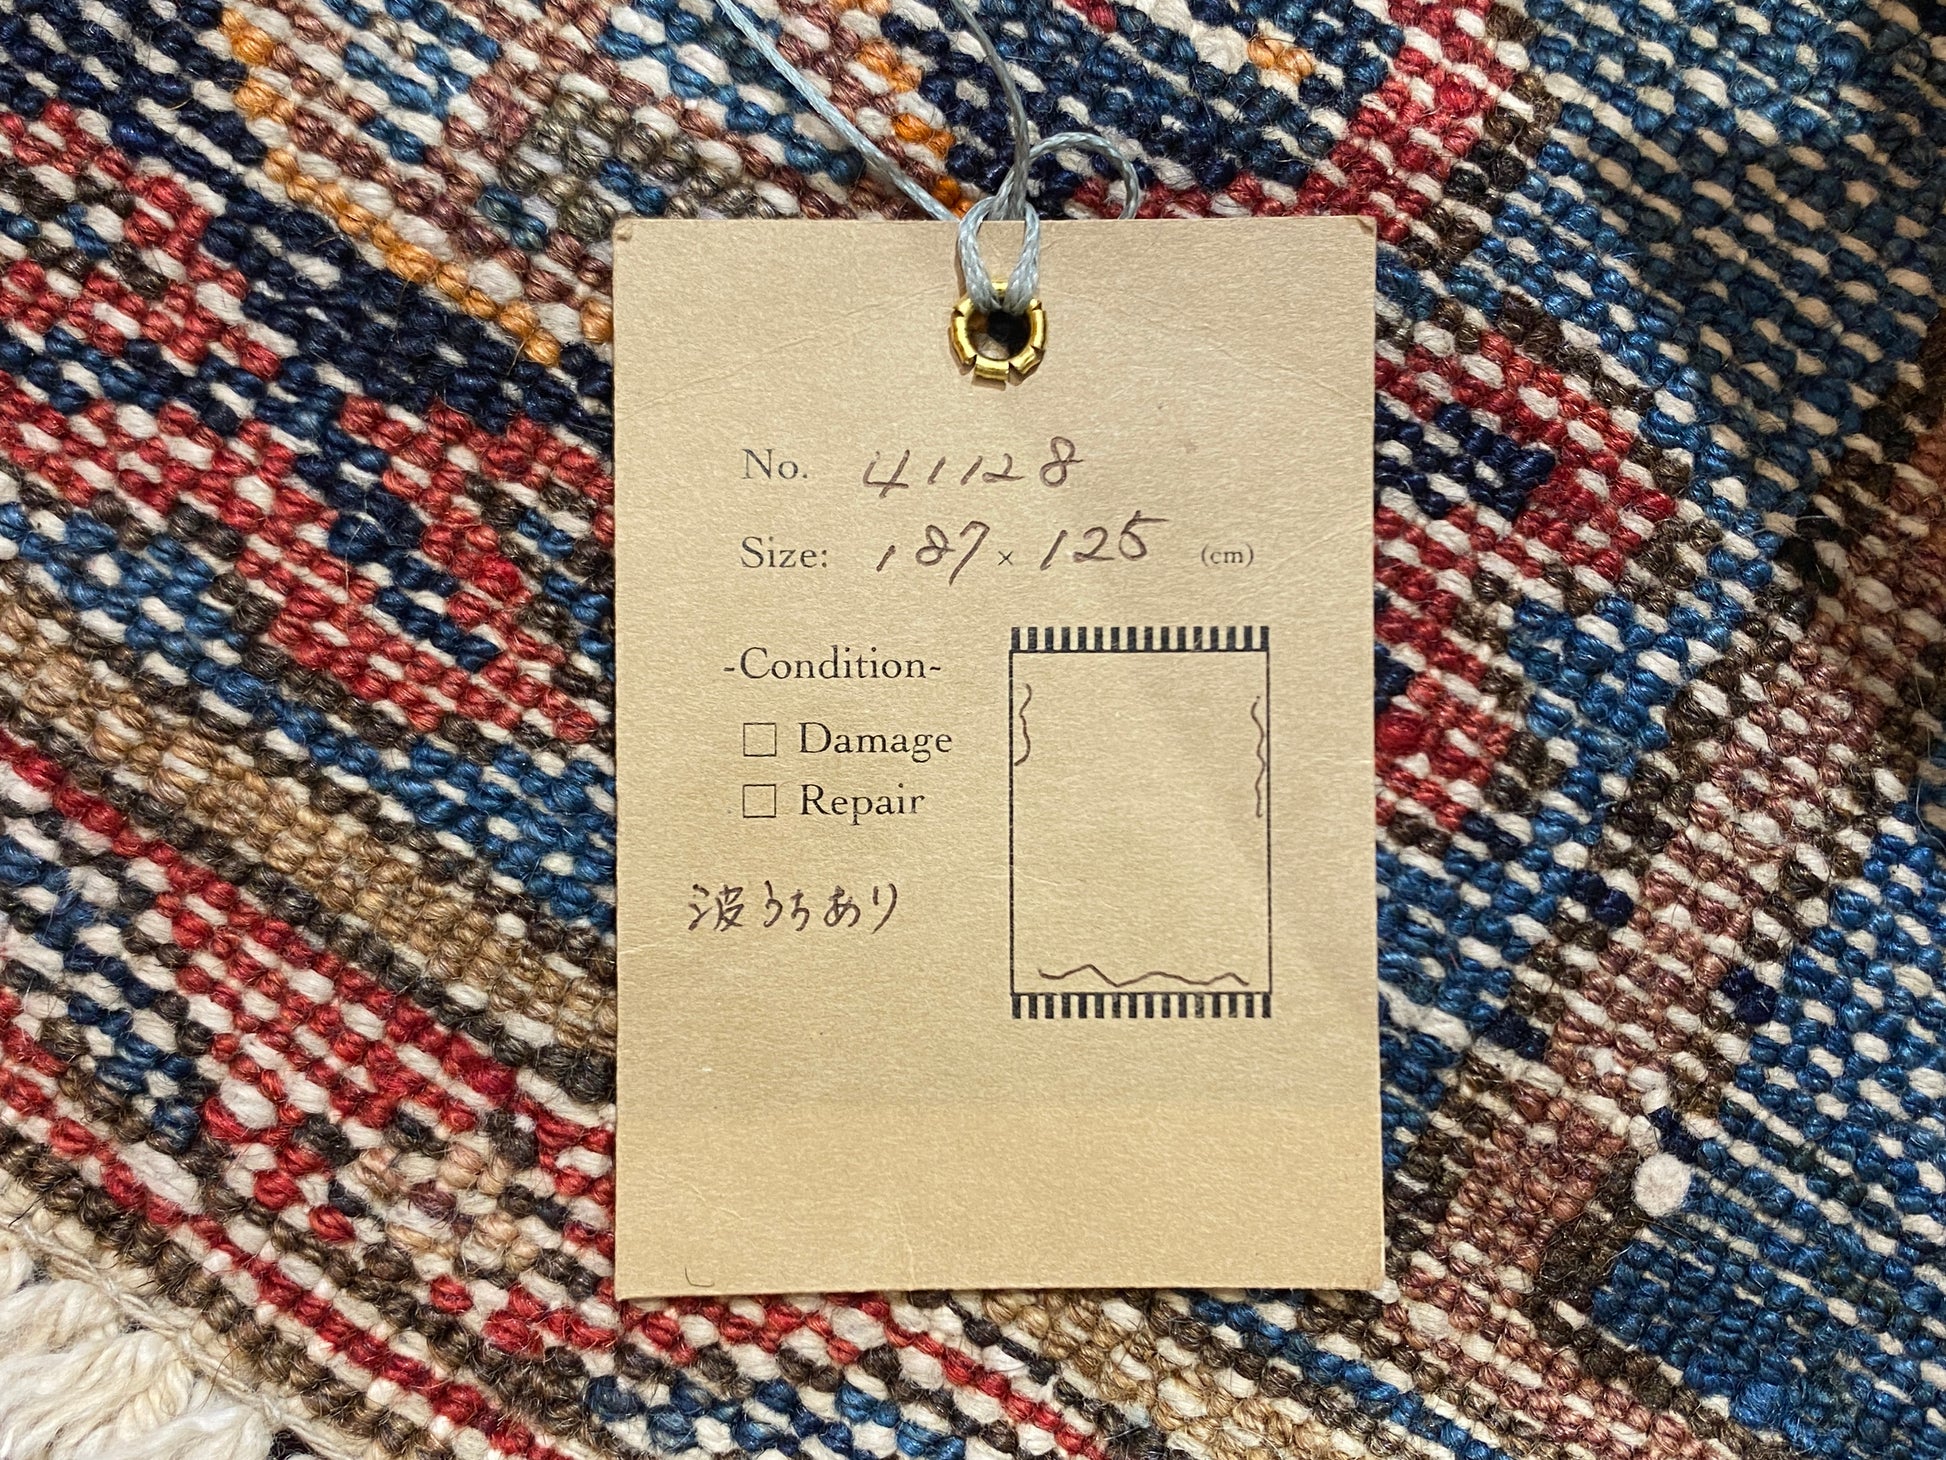 No. 41128
Size: 187 × 125 (cm)
-Condition-
□ Damage
□ Repair
波うちあり